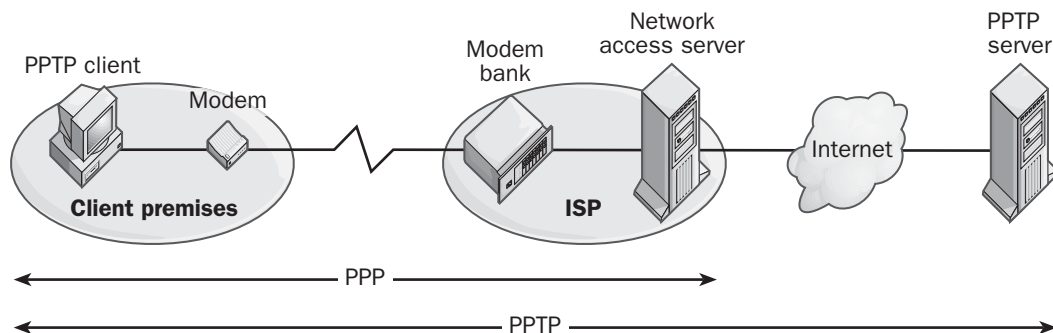 Network
access server
PPTP
server
Modem
bank
PPTP client
Modem
Internet
Client premises
ISP
PPP
PPTP